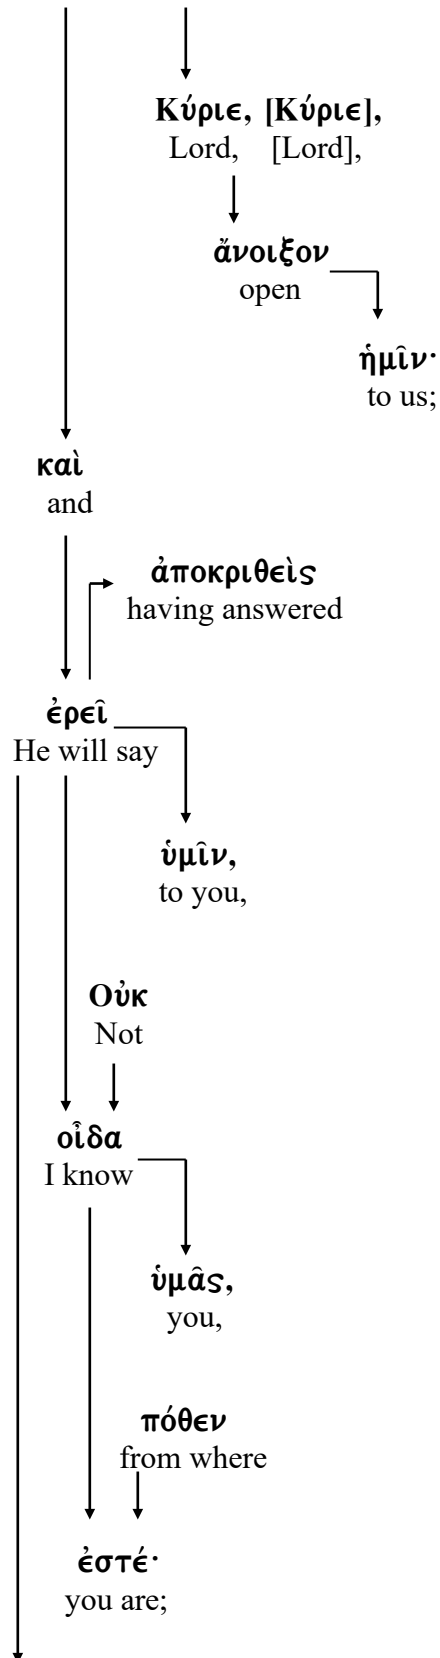 Κύριε, [Κύριε],
Lord, [Lord],
ἄνοιξον
open
ἡμῖν·
to us;
καὶ
and
ἀποκριθεὶς
having answered
ἐρεῖ
He will say
ὑμῖν,
to you,
Οὐκ
Not
οἶδα
I know
ὑμᾶς,
you,
πόθεν
from where
ἐστέ·
you are;